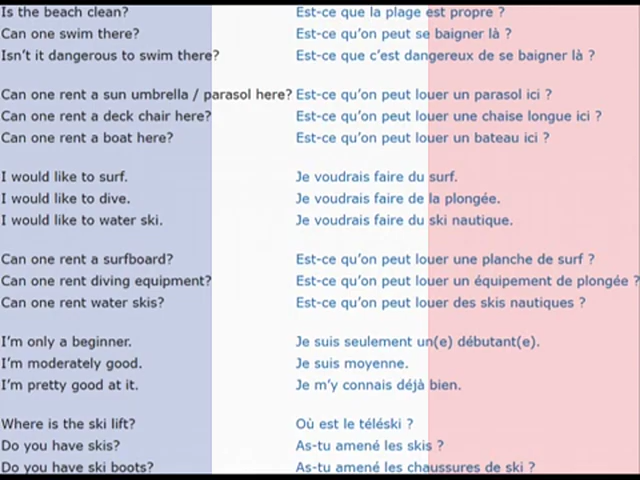 Is the beach clean? Est-ce que la plage est propre ?
Can one swim there? Est-ce qu'on peut se baigner là ?
Isn't it dangerous to swim there? Est-ce que c'est dangereux de se baigner là ?
Can one rent a sun umbrella / parasol here? Est-ce qu'on peut louer un parasol ici ?
Can one rent a deck chair here? Est-ce qu'on peut louer une chaise longue ici ?
Can one rent a boat here? Est-ce qu'on peut louer un bateau ici ?
I would like to surf. Je voudrais faire du surf.
I would like to dive. Je voudrais faire de la plongée.
I would like to water ski. Je voudrais faire du ski nautique.
Can one rent a surfboard? Est-ce qu'on peut louer une planche de surf ?
Can one rent diving equipment? Est-ce qu'on peut louer un équipement de plongée ?
Can one rent water skis? Est-ce qu'on peut louer des skis nautiques ?
I'm only a beginner. Je suis seulement un(e) débutant(e).
I'm moderately good. Je suis moyenne.
I'm pretty good at it. Je m'y connais déjà bien.
Where is the ski lift? Où est le téléski ?
Do you have skis? As-tu amené les skis ?
Do you have ski boots? As-tu amené les chaussures de ski ?